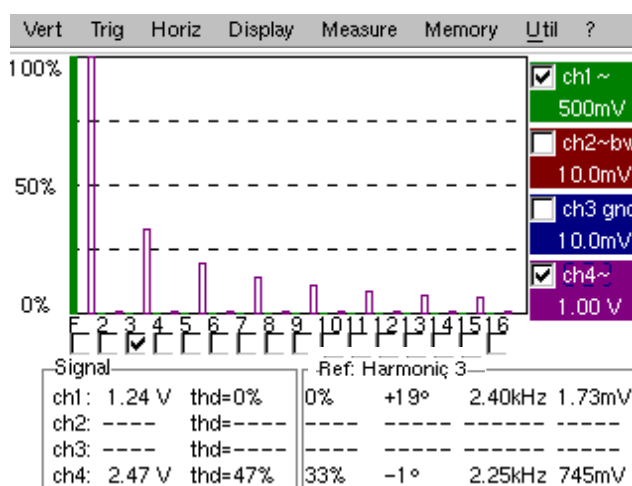 Vert Trig Horiz Display Measure Memory Util ?
100%
50%
0%
ch1 ~
500mV
ch2~bw
10.0mV
ch3 gnd
10.0mV
ch4~
1.00 V
F 2 3 4 5 6 7 8 9 10 11 12 13 14 15 16
Signal
ch1: 1.24 V thd=0%
ch2: ---- thd=----
ch3: ---- thd=----
ch4: 2.47 V thd=47%
Ref: Harmonic 3
0% +19° 2.40kHz 1.73mV
---- ---- ------- ------
---- ---- ------- ------
33% -1° 2.25kHz 745mV